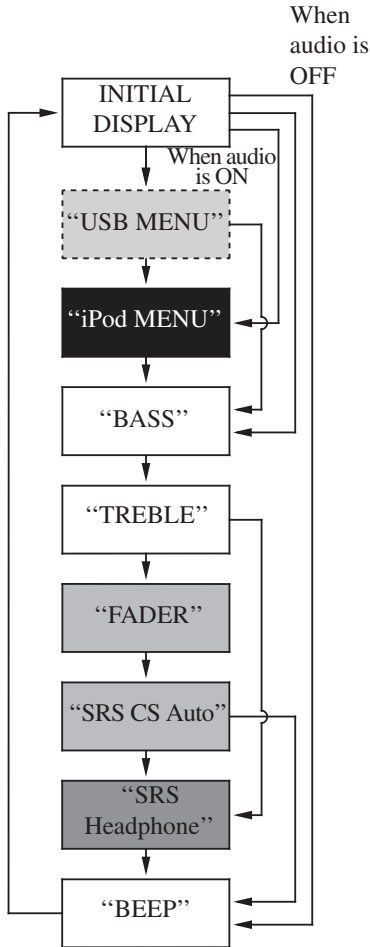 When
audio is
OFF
INITIAL
DISPLAY
When audio
is ON
“USB MENU”
“iPod MENU”
“BASS”
“TREBLE”
“FADER”
“SRS CS Auto”
“SRS
Headphone”
“BEEP”